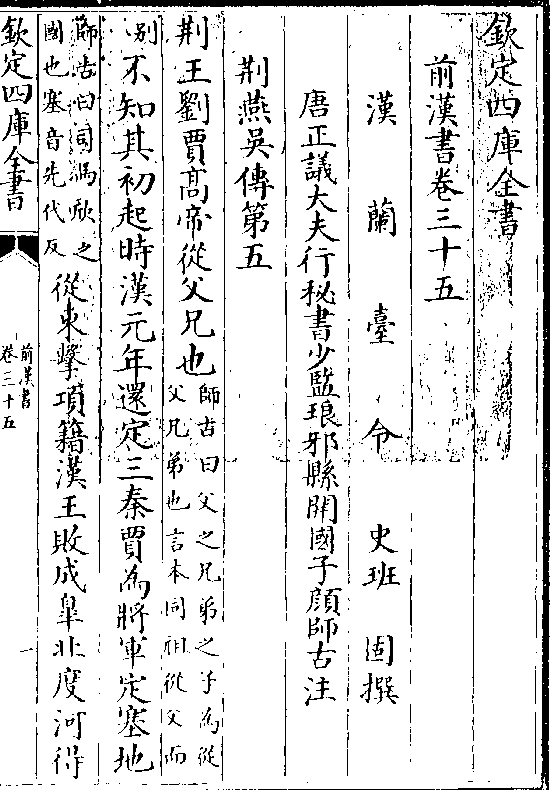 欽定四庫全書
前漢書卷三十五
漢蘭臺令史班固撰
唐正議大夫行秘書少監琅邪縣開國子顔師古注
荆燕吳傳第五
荆王劉賈髙帝從父兄也師古曰父之兄弟之子為從
父兄弟也言本同祖從父而
别不知其初起時漢元年還定三秦賈為將軍定塞地
師古曰司馬欣之
國也塞音先代反從東擊項籍漢王敗成臯北度河得
欽定四庫全書
前漢書
卷三十五
一